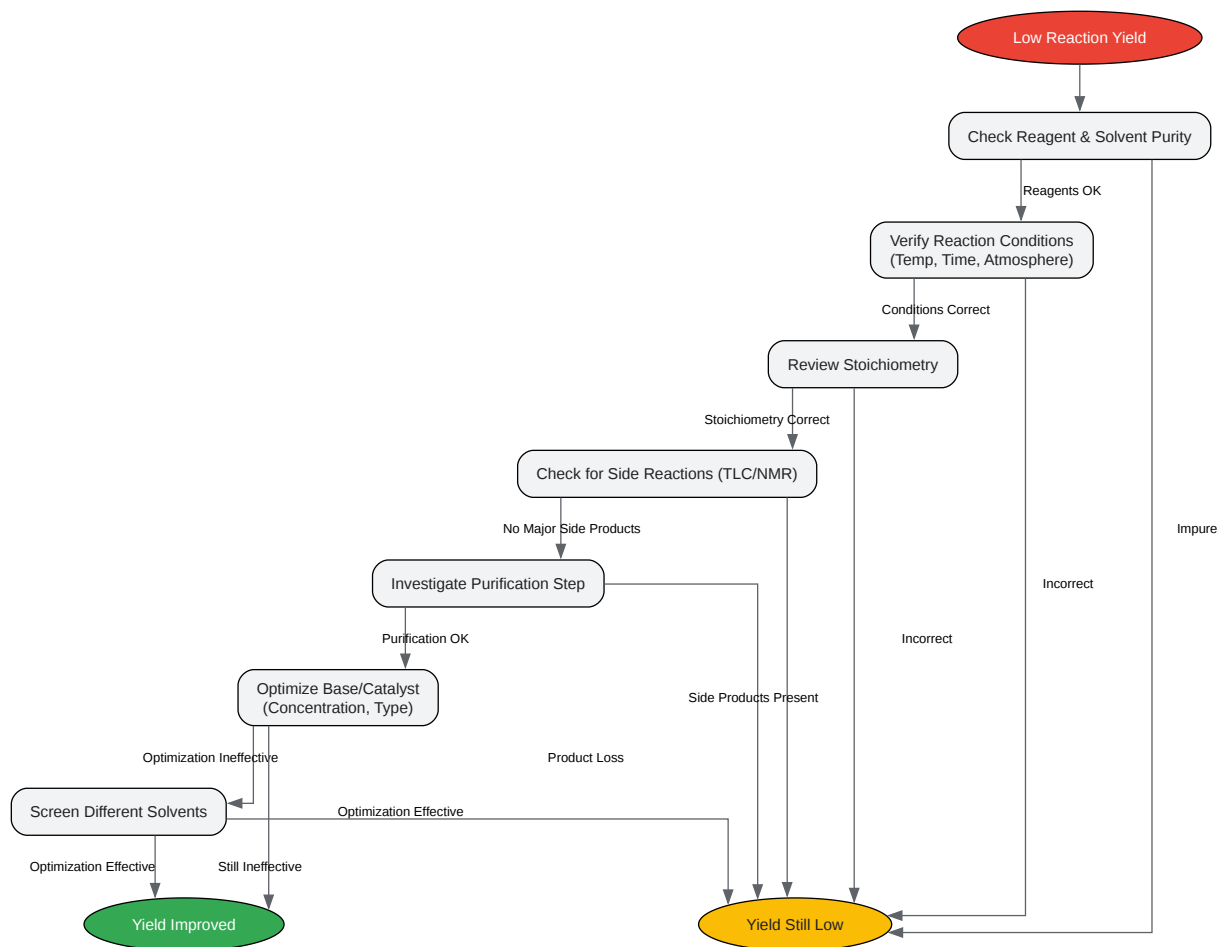 Low Reaction Yield
Check Reagent & Solvent Purity
Reagents OK
Verify Reaction Conditions
(Temp, Time, Atmosphere)
Conditions Correct
Review Stoichiometry
Stoichiometry Correct
Check for Side Reactions (TLC/NMR)
No Major Side Products
Impure
Investigate Purification Step
Incorrect
Purification OK
Incorrect
Optimize Base/Catalyst
(Concentration, Type)
Side Products Present
Optimization Ineffective
Product Loss
Screen Different Solvents
Optimization Effective
Optimization Effective
Still Ineffective
Yield Improved
Yield Still Low